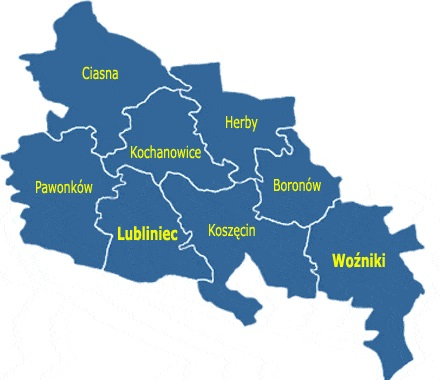 Ciasna
Herby
Kochanowice
Pawonków
Boronów
Lubliniec
Koszęcin
Woźniki